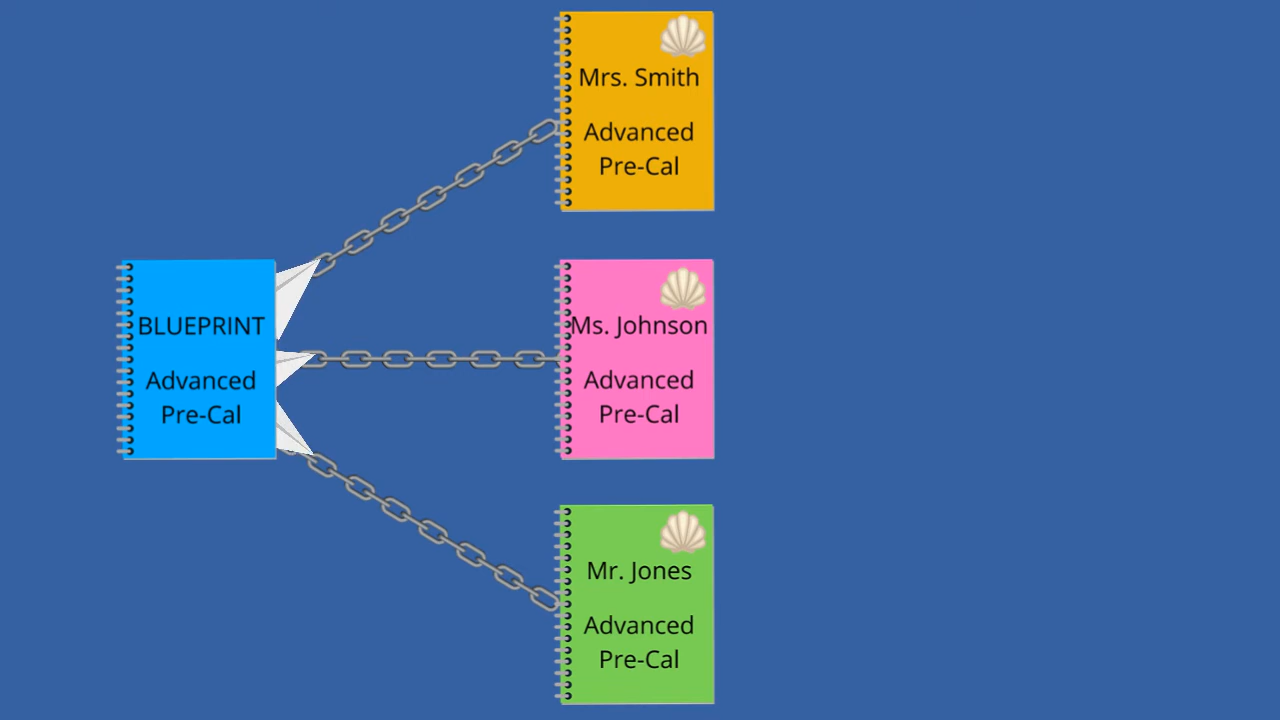 Mrs. Smith
Advanced
Pre-Cal
BLUEPRINT
Advanced
Pre-Cal
Ms. Johnson
Advanced
Pre-Cal
Mr. Jones
Advanced
Pre-Cal